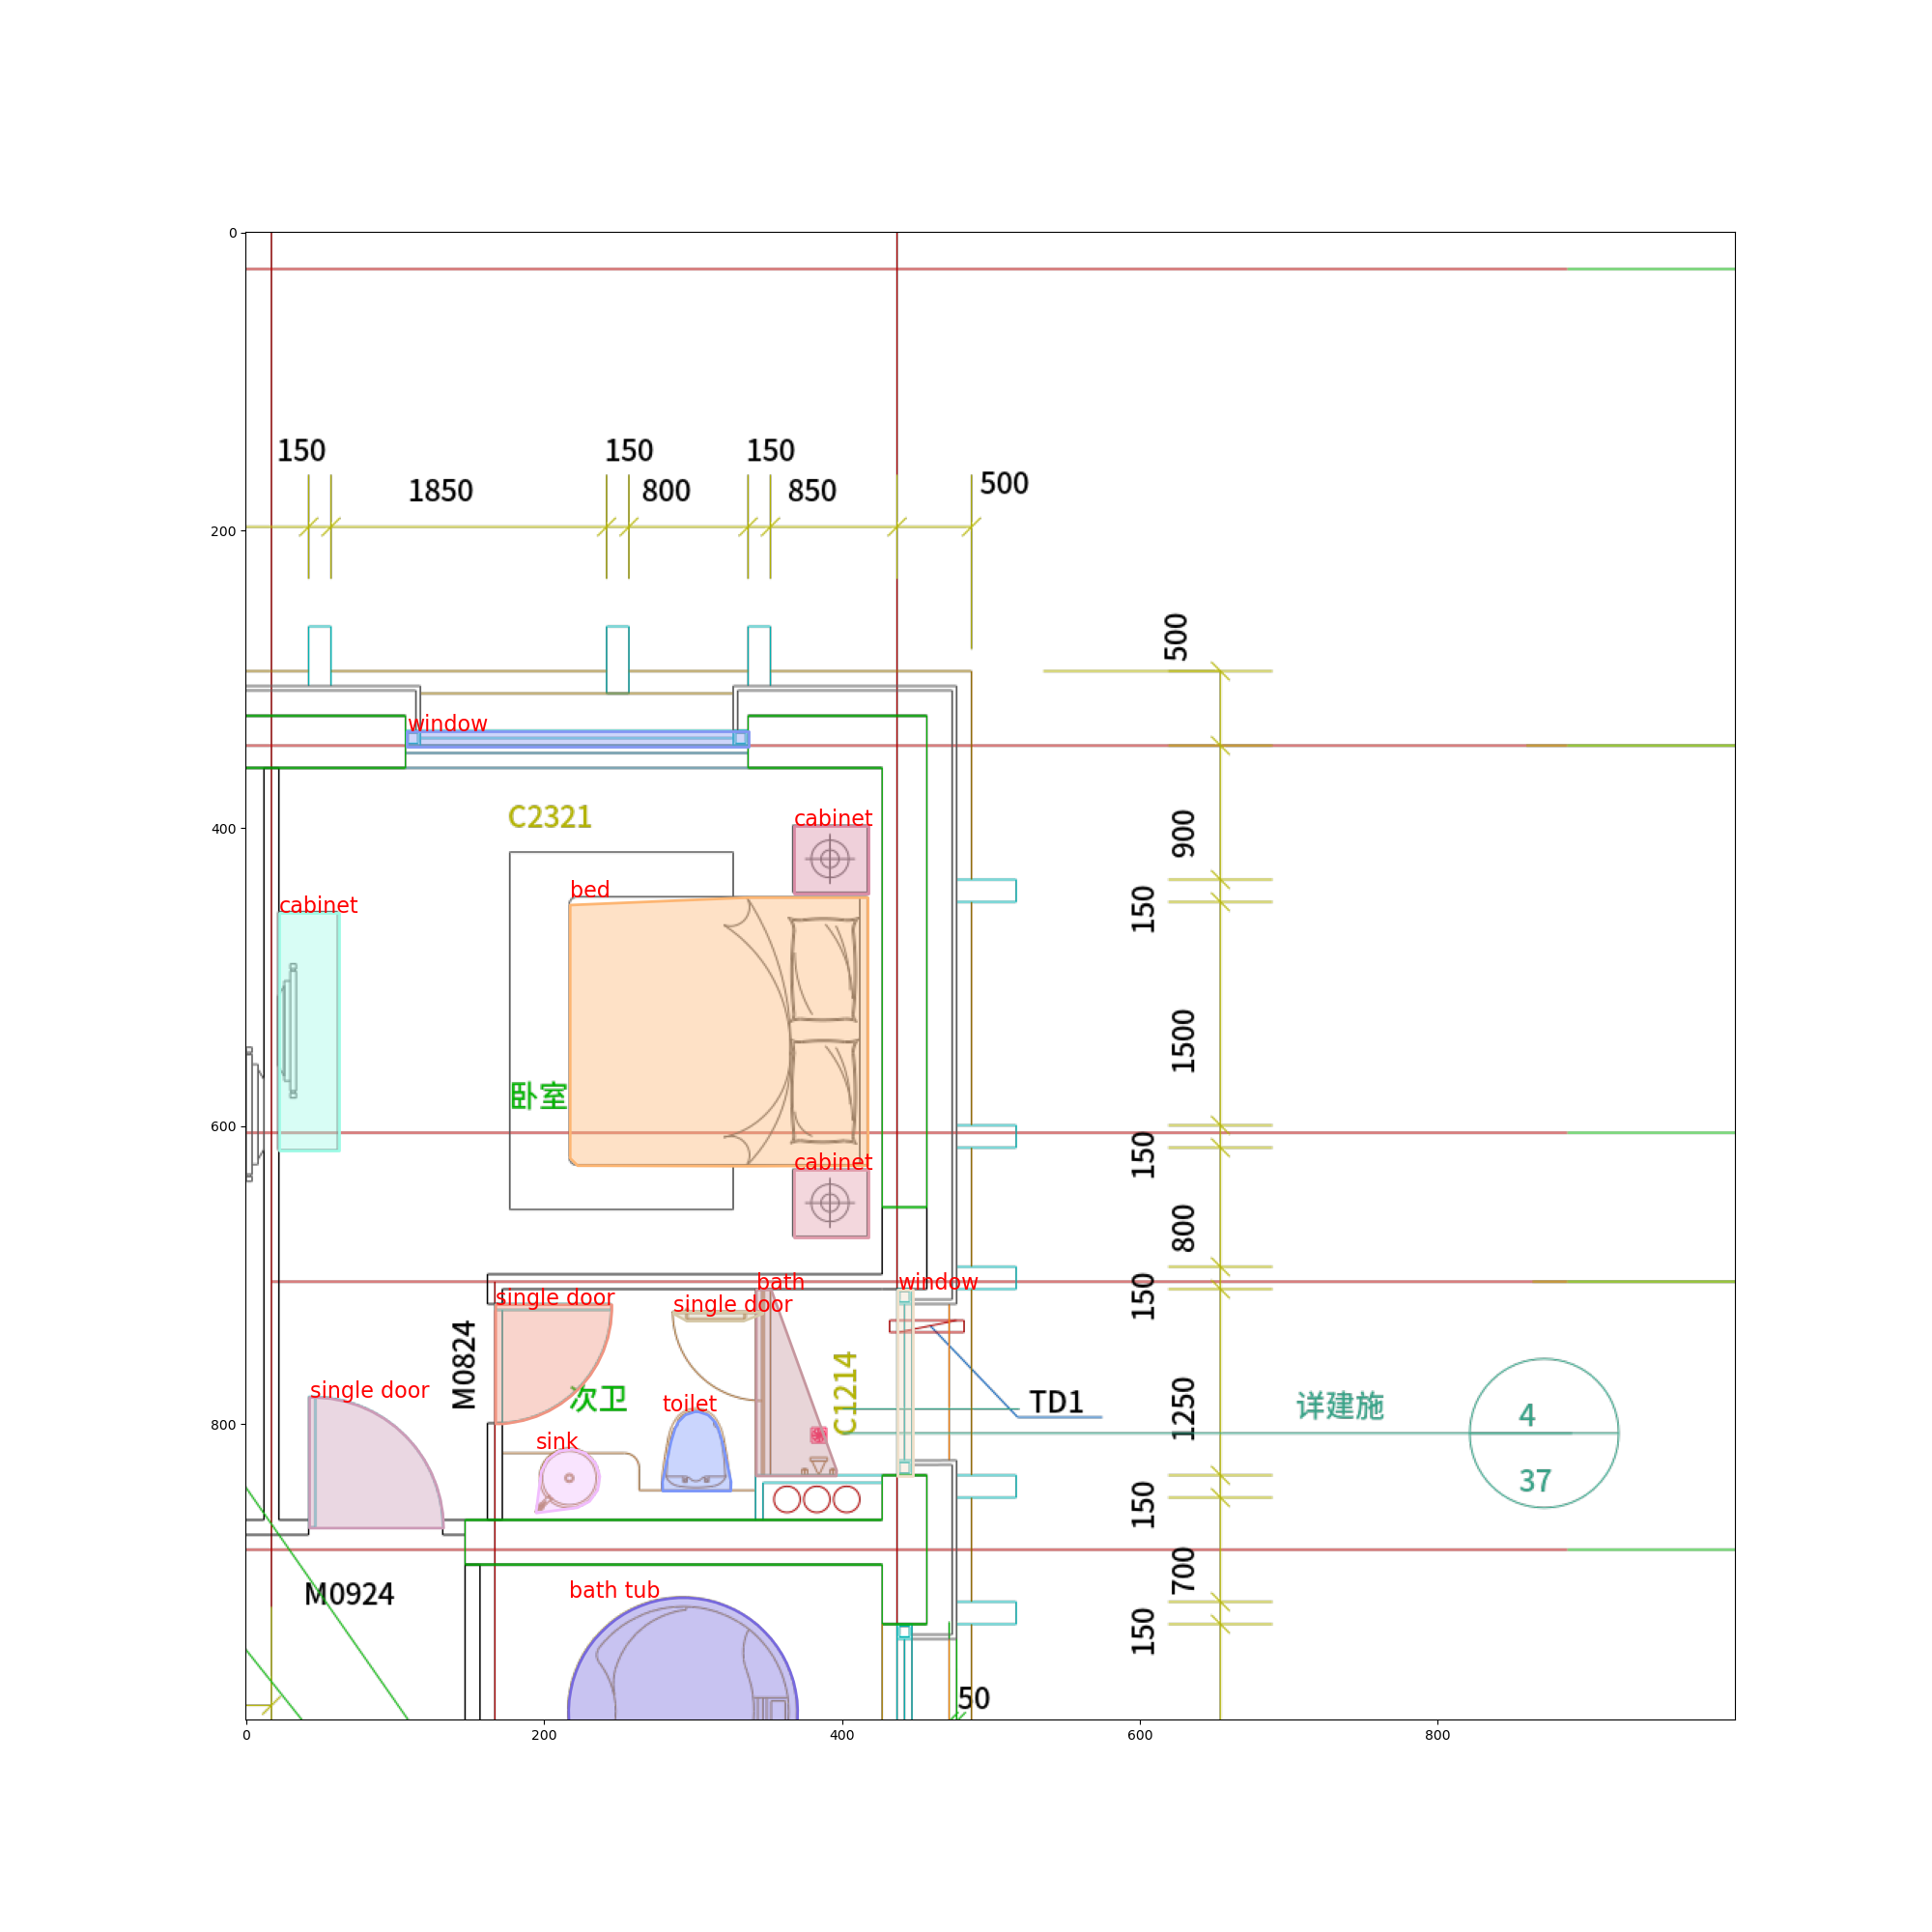 0
200
400
600
800
0
200
400
600
800
150
150
150
1850
800
850
500
500
window
C2321
cabinet
900
cabinet
bed
150
1500
卧室
cabinet
150
800
bath
window
150
single door
single door
M0824
C1214
single door
次卫
toilet
TD1
1250
详建施
4
37
sink
150
700
M0924
bath tub
150
50